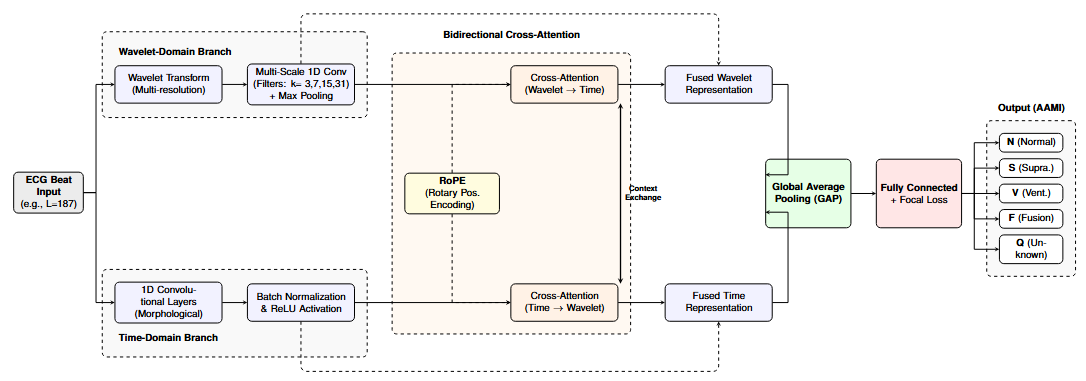 Bidirectional Cross-Attention
Wavelet-Domain Branch
Wavelet Transform
(Multi-resolution)
Multi-Scale 1D Conv
(Filters: k= 3,7,15,31)
+ Max Pooling
Cross-Attention
(Wavelet → Time)
Fused Wavelet
Representation
ECG Beat
Input
(e.g., L=187)
RoPE
(Rotary Pos.
Encoding)
Context
Exchange
Global Average
Pooling (GAP)
Fully Connected
+ Focal Loss
Output (AAMI)
N (Normal)
S (Supra.)
V (Vent.)
F (Fusion)
Q (Un-
known)
1D Convolu-
tional Layers
(Morphological)
Batch Normalization
& ReLU Activation
Cross-Attention
(Time → Wavelet)
Fused Time
Representation
Time-Domain Branch